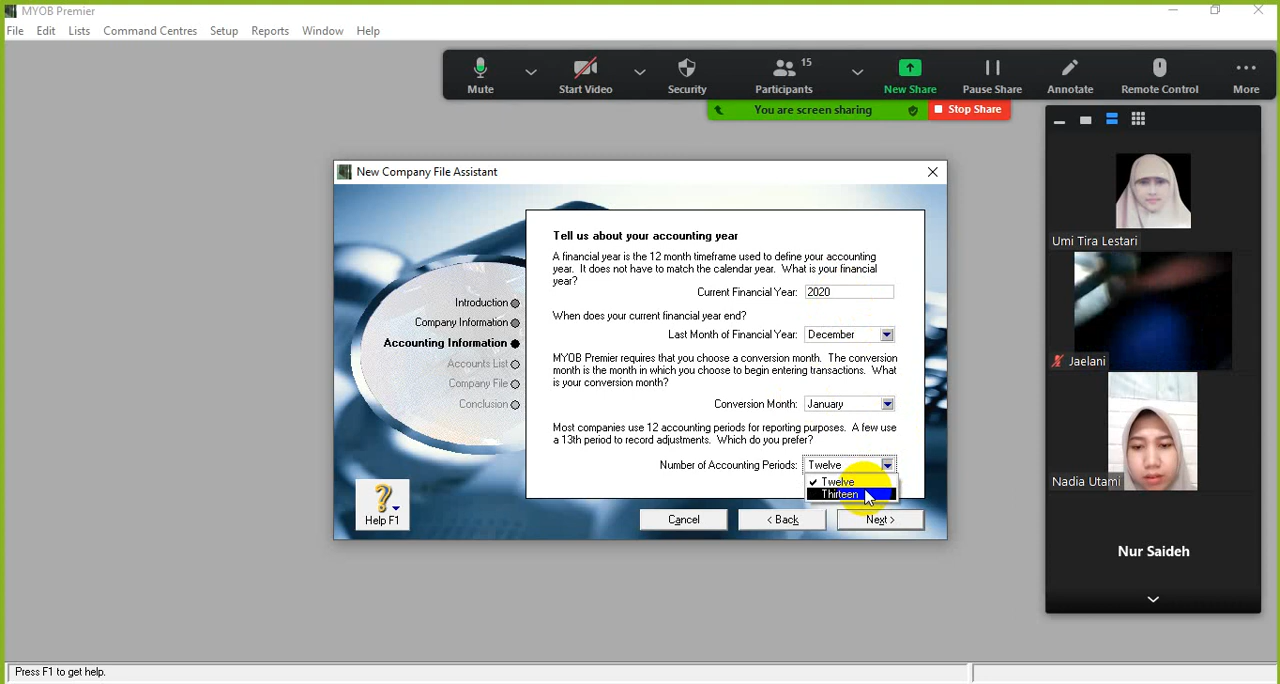 MYOB Premier
File Edit Lists Command Centres Setup Reports Window Help
Mute Start Video Security Participants 15 New Share Pause Share Annotate Remote Control More
You are screen sharing Stop Share
New Company File Assistant
Tell us about your accounting year
A financial year is the 12 month timeframe used to define your accounting
year. It does not have to match the calendar year. What is your financial
year?
Current Financial Year: 2020
When does your current financial year end?
Last Month of Financial Year: December
MYOB Premier requires that you choose a conversion month. The conversion
month is the month in which you choose to begin entering transactions. What
is your conversion month?
Conversion Month: January
Most companies use 12 accounting periods for reporting purposes. A few use
a 13th period to record adjustments. Which do you prefer?
Number of Accounting Periods: Twelve
Twelve
Thirteen
Introduction
Company Information
Accounting Information
Accounts List
Company File
Conclusion
Help F1
Cancel
< Back
Next >
Umi Tira Lestari
Jaelani
Nadia Utami
Nur Saideh
Press F1 to get help.